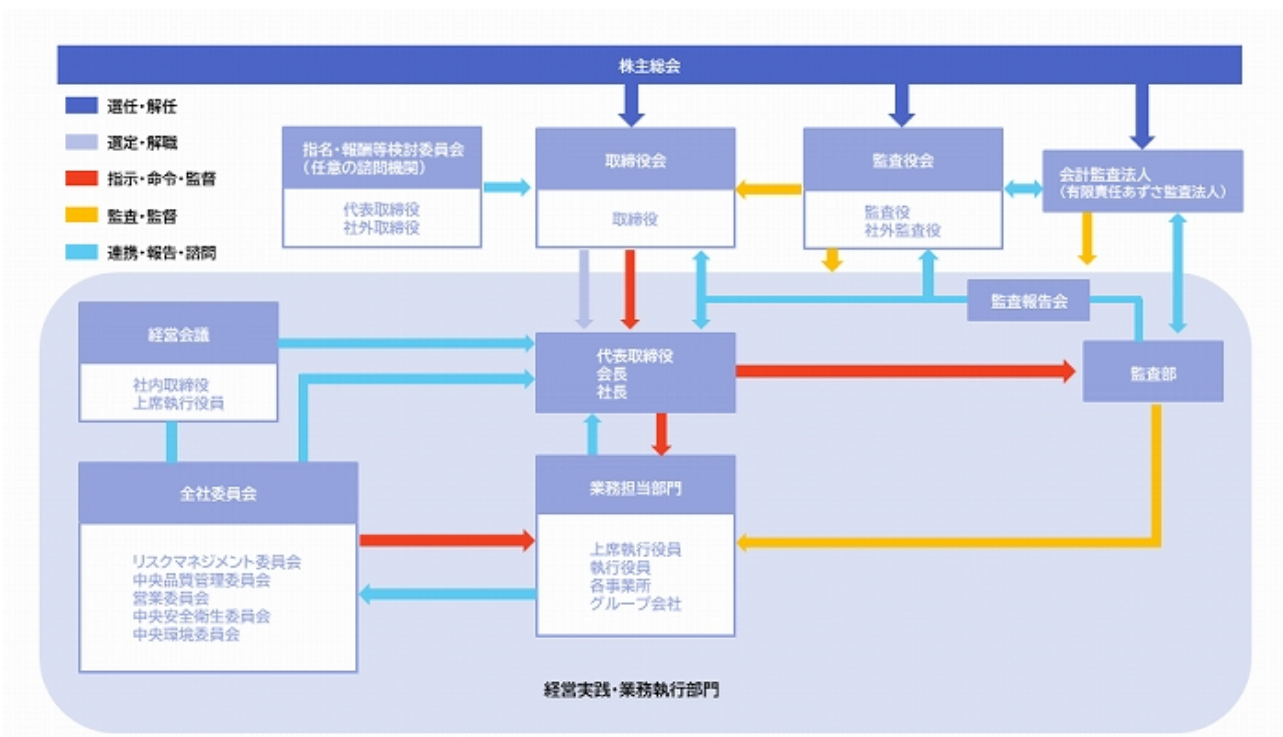 株主総会
選任・解任
選定・解職
指示・命令・監督
監査・監督
連携・報告・諮問
指名・報酬等検討委員会
（任意の諮問機関）
代表取締役
社外取締役
取締役会
取締役
監査役会
監査役
社外監査役
会計監査法人
（有限責任あずさ監査法人）
監査報告会
経営会議
社内取締役
上席執行役員
代表取締役
会長
社長
監査部
全社委員会
リスクマネジメント委員会
中央品質管理委員会
営業委員会
中央安全衛生委員会
中央環境委員会
業務担当部門
上席執行役員
執行役員
各事業所
グループ会社
経営実践・業務執行部門